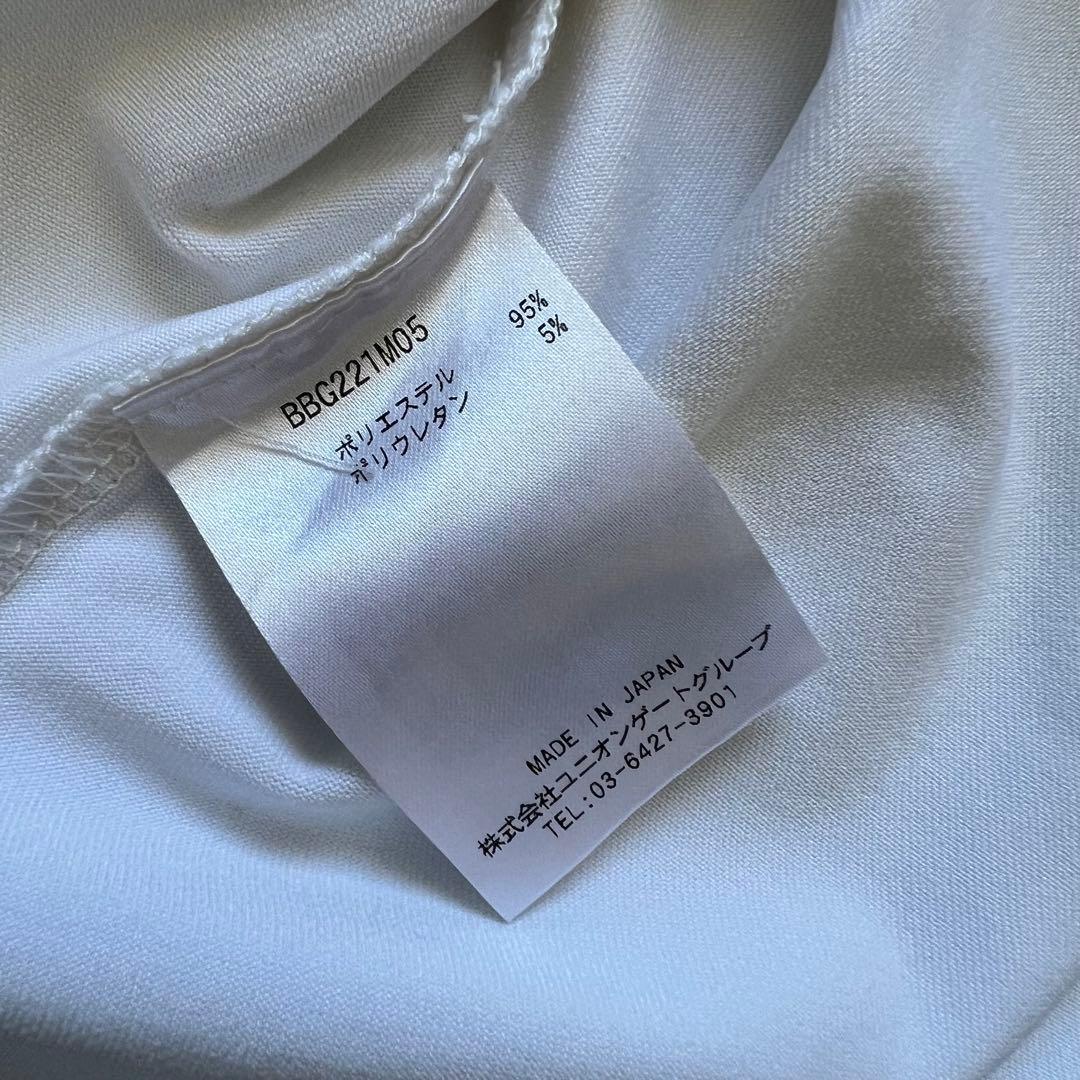 BBG221M05
ポリエステル 95%
ポリウレタン 5%
MADE IN JAPAN
株式会社ユニオンゲートグループ
TEL:03-6427-3901